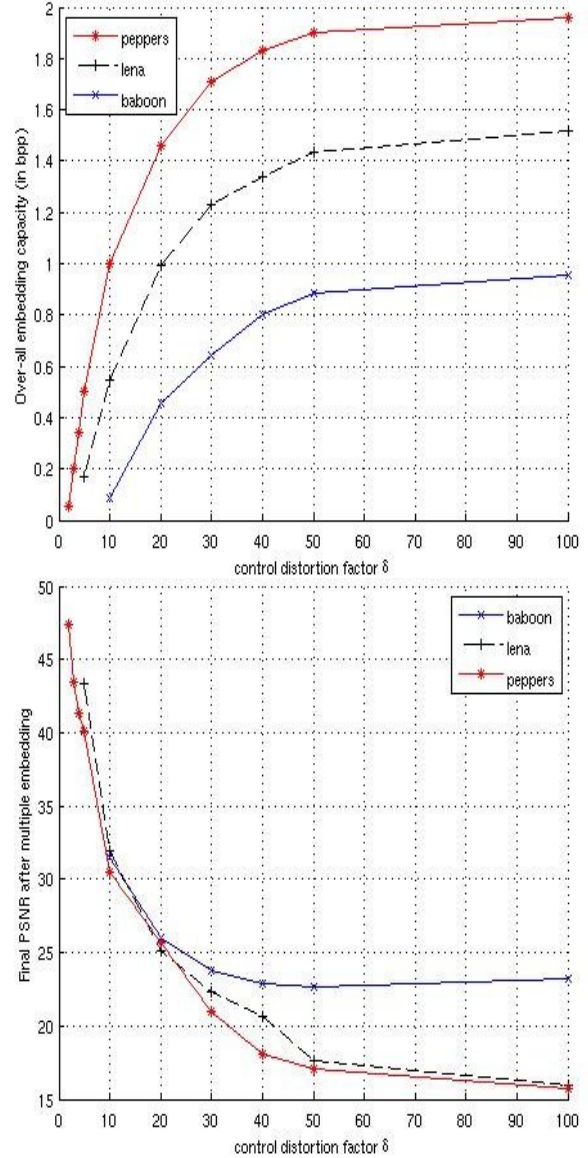 2
1.8
1.6
1.4
1.2
1
0.8
0.6
0.4
0.2
0
Over-all embedding capacity (in bpp)
peppers
lena
baboon
0 10 20 30 40 50 60 70 80 90 100
control distortion factor δ
50
45
40
35
30
25
20
15
Final PSNR after multiple embedding
baboon
lena
peppers
0 10 20 30 40 50 60 70 80 90 100
control distortion factor δ